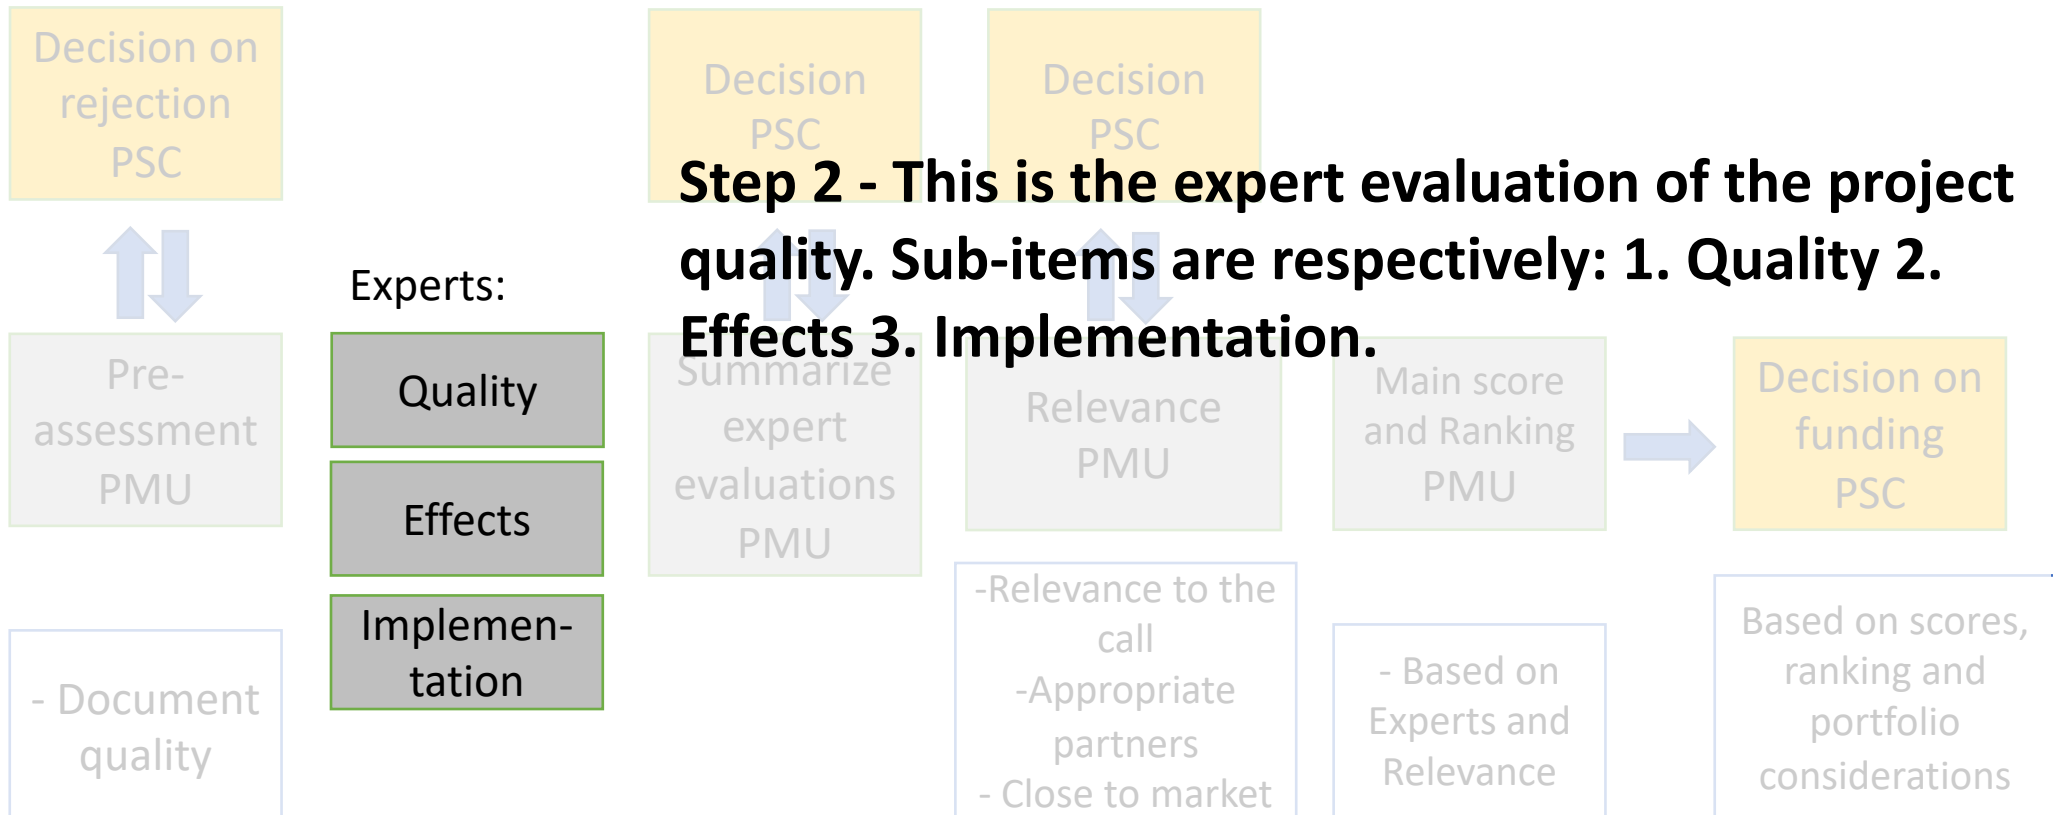 Decision on
rejection
PSC
Decision
PSC
Decision
PSC
Step 2 - This is the expert evaluation of the project
quality. Sub-items are respectively: 1. Quality 2.
Effects 3. Implementation.
Experts:
Pre-
assessment
PMU
Quality
Effects
Implemen-
tation
Summarize
expert
evaluations
PMU
Relevance
PMU
Main score
and Ranking
PMU
Decision on
funding
PSC
- Document
quality
-Relevance to the
call
-Appropriate
partners
- Close to market
- Based on
Experts and
Relevance
Based on scores,
ranking and
portfolio
considerations